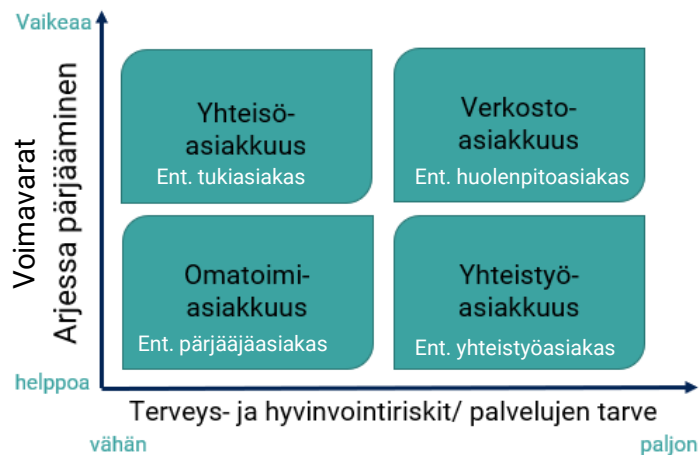 Vaikeaa
Voimavarat
Arjessa pärjääminen
helppoa
Yhteisö-
asiakkuus
Ent. tukiasiakas
Verkosto-
asiakkuus
Ent. huolenpitoasiakas
Omatoimi-
asiakkuus
Ent. pärjääjäasiakas
Yhteistyö-
asiakkuus
Ent. yhteistyöasiakas
Terveys- ja hyvinvointiriskit/ palvelujen tarve
vähän
paljon